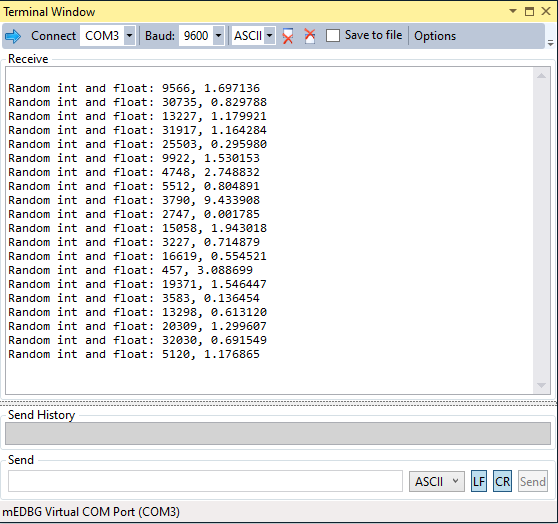 Terminal Window
Connect COM3 Baud: 9600 ASCII Save to file Options
Receive
Random int and float: 9566, 1.697136
Random int and float: 30735, 0.829788
Random int and float: 13227, 1.179921
Random int and float: 31917, 1.164284
Random int and float: 25503, 0.295980
Random int and float: 9922, 1.530153
Random int and float: 4748, 2.748832
Random int and float: 5512, 0.804891
Random int and float: 3790, 9.433908
Random int and float: 2747, 0.001785
Random int and float: 15058, 1.943018
Random int and float: 3227, 0.714879
Random int and float: 16619, 0.554521
Random int and float: 457, 3.088699
Random int and float: 19371, 1.546447
Random int and float: 3583, 0.136454
Random int and float: 13298, 0.613120
Random int and float: 20309, 1.299607
Random int and float: 32030, 0.691549
Random int and float: 5120, 1.176865
Send History
Send
ASCII LF CR Send
mEDBG Virtual COM Port (COM3)